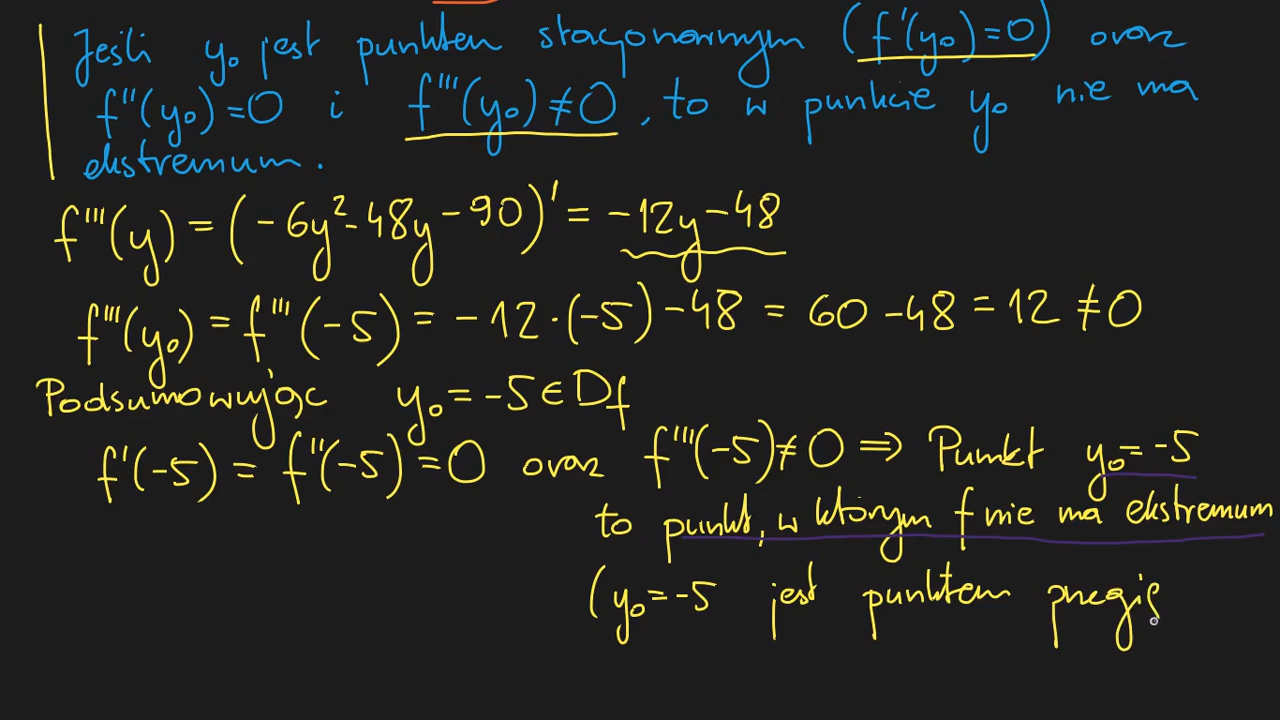 Jeśli y₀ jest punktem stacjonarnym (f'(y₀)=0) oraz
f''(y₀)=0 i f'''(y₀)≠0, to w punkcie y₀ nie ma
ekstremum.
f'''(y) = (-6y²-48y-90)' = -12y-48
f'''(y₀) = f'''(-5) = -12·(-5)-48 = 60-48 = 12 ≠0
Podsumowując y₀ = -5 ∈ Df
f'(-5) = f''(-5) = 0 oraz f'''(-5)≠0 ⇒ Punkt y₀=-5
to punkt, w którym f nie ma ekstremum
(y₀=-5 jest punktem przegię